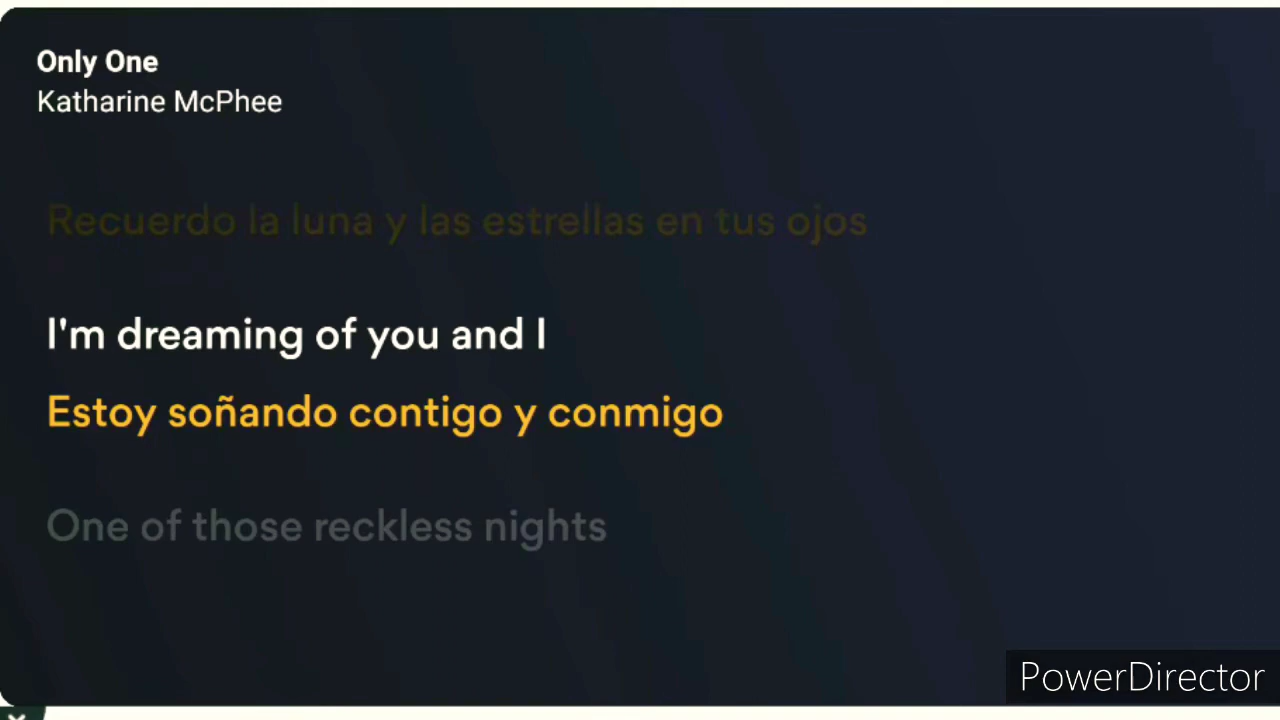 Only One
Katharine McPhee
Recuerdo la luna y las estrellas en tus ojos
I'm dreaming of you and I
Estoy soñando contigo y conmigo
One of those reckless nights
PowerDirector